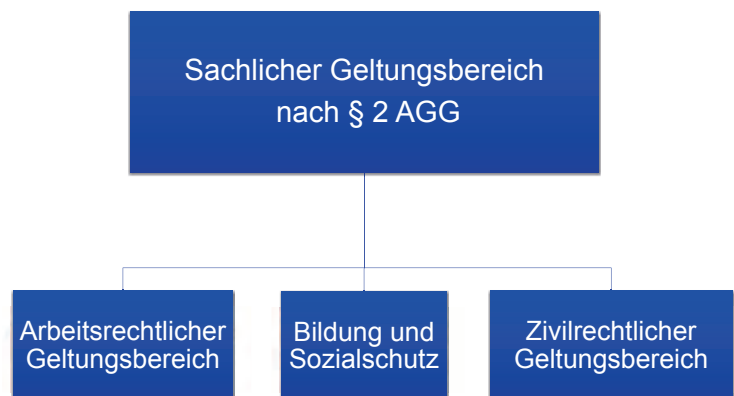 Sachlicher Geltungsbereich
nach § 2 AGG
Arbeitsrechtlicher
Geltungsbereich
Bildung und
Sozialschutz
Zivilrechtlicher
Geltungsbereich